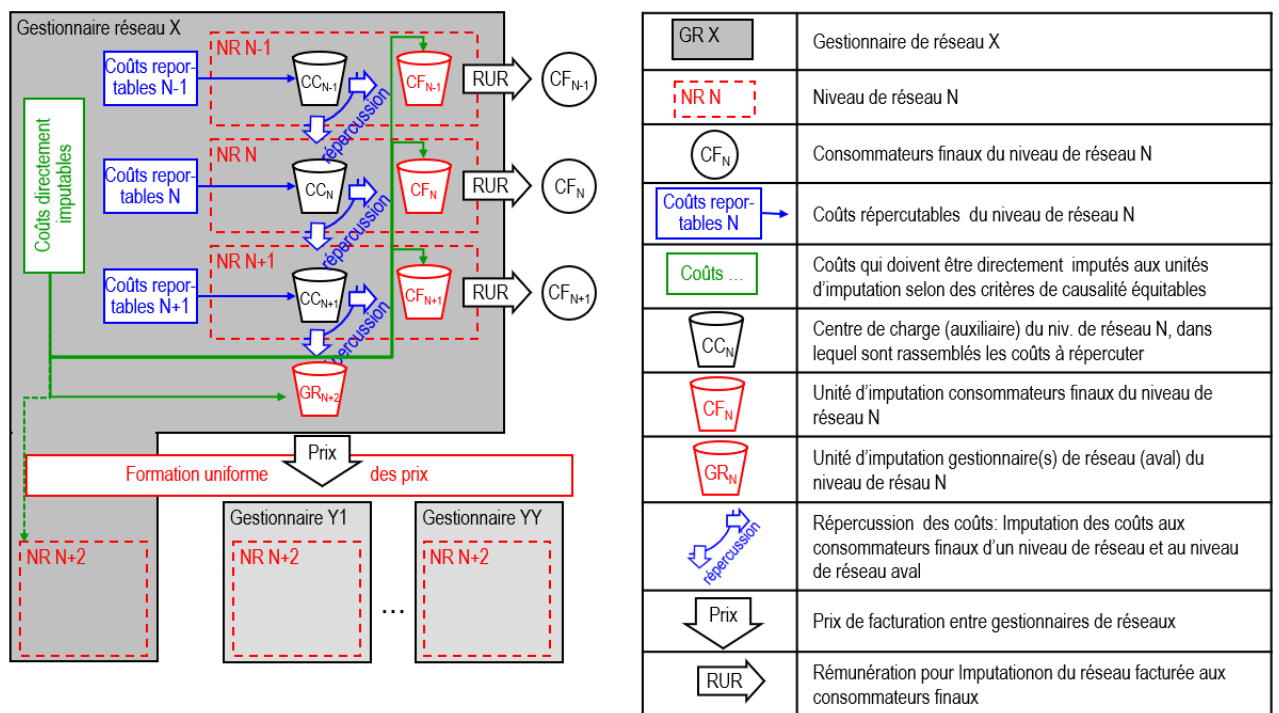 Gestionnaire réseau X
NR N-1
Coûts repor-
tables N-1
CCN-1
répercussion
CFN-1
RUR
CFN-1
Coûts directement
imputables
NR N
Coûts repor-
tables N
CCN
répercussion
CFN
RUR
CFN
NR N+1
Coûts repor-
tables N+1
CCN+1
répercussion
CFN+1
RUR
CFN+1
GRN+2
Prix
Formation uniforme des prix
NR N+2
Gestionnaire Y1
NR N+2
...
Gestionnaire YY
NR N+2
GR X
Gestionnaire de réseau X
NR N
Niveau de réseau N
CFN
Consommateurs finaux du niveau de réseau N
Coûts repor-
tables N
Coûts répercutables du niveau de réseau N
Coûts ...
Coûts qui doivent être directement imputés aux unités
d'imputation selon des critères de causalité équitables
CCN
Centre de charge (auxiliaire) du niv. de réseau N, dans
lequel sont rassemblés les coûts à répercuter
CFN
Unité d'imputation consommateurs finaux du niveau de
réseau N
GRN
Unité d'imputation gestionnaire(s) de réseau (aval) du
niveau de résau N
répercussion
Répercussion des coûts: Imputation des coûts aux
consommateurs finaux d'un niveau de réseau et au niveau
de réseau aval
Prix
Prix de facturation entre gestionnaires de réseaux
RUR
Rémunération pour Imputationon du réseau facturée aux
consommateurs finaux